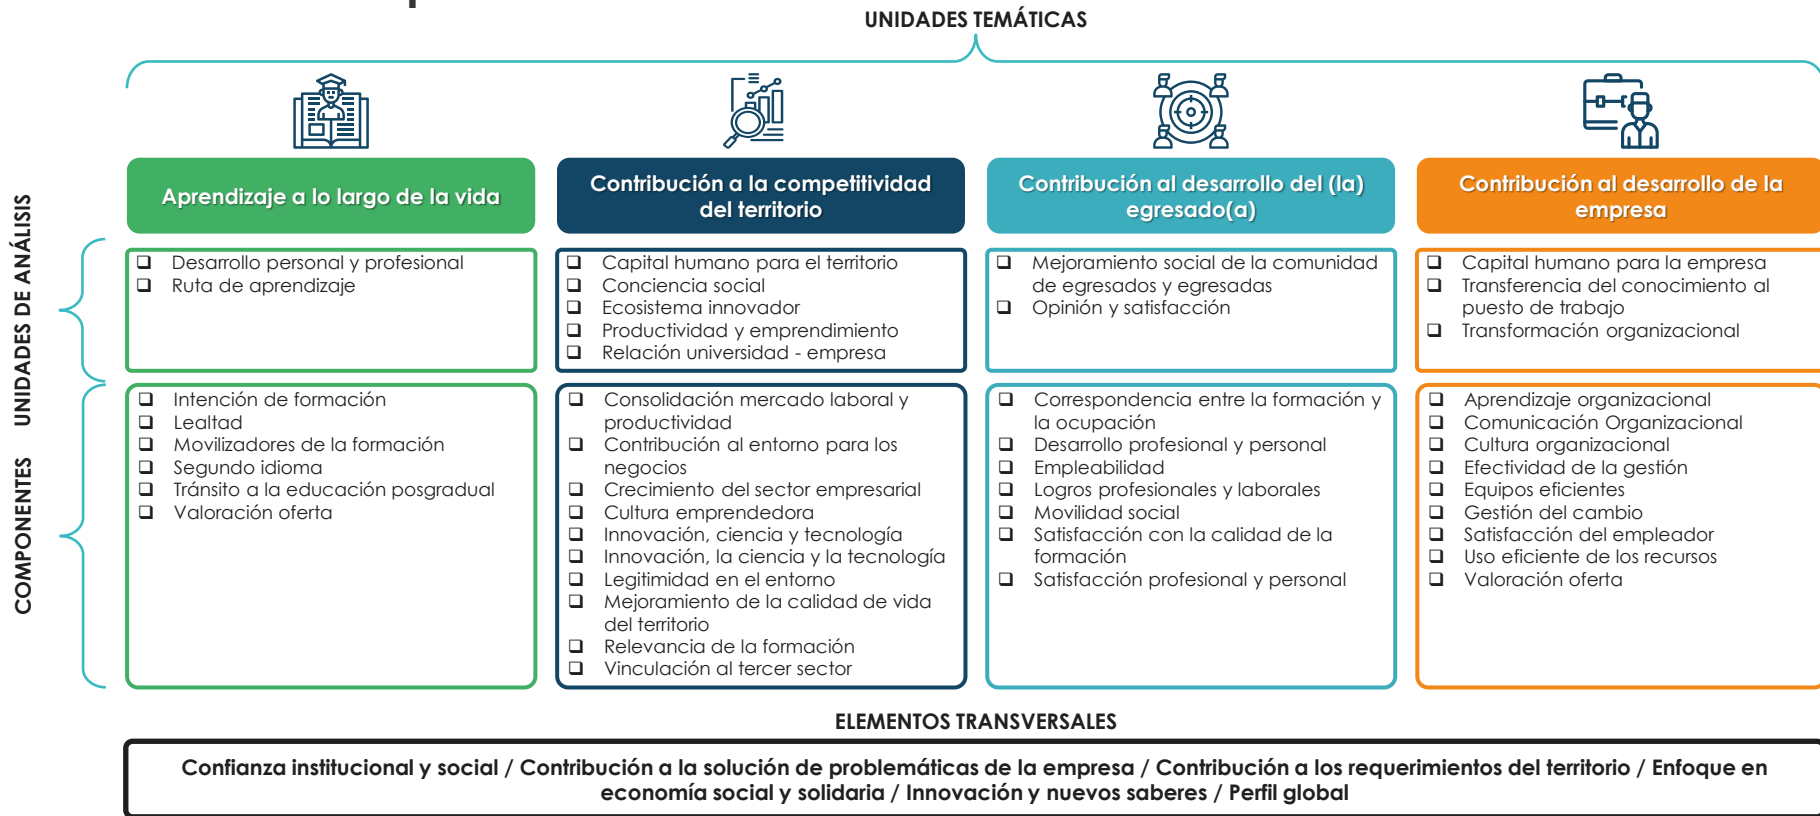 UNIDADES TEMÁTICAS
Aprendizaje a lo largo de la vida
Contribución a la competitividad
del territorio
Contribución al desarrollo del (la)
egresado(a)
Contribución al desarrollo de la
empresa
UNIDADES DE ANÁLISIS
Desarrollo personal y profesional
Ruta de aprendizaje
Capital humano para el territorio
Conciencia social
Ecosistema innovador
Productividad y emprendimiento
Relación universidad - empresa
Mejoramiento social de la comunidad
de egresados y egresadas
Opinión y satisfacción
Capital humano para la empresa
Transferencia del conocimiento al
puesto de trabajo
Transformación organizacional
COMPONENTES
Intención de formación
Lealtad
Movilizadores de la formación
Segundo idioma
Tránsito a la educación posgradual
Valoración oferta
Consolidación mercado laboral y
productividad
Contribución al entorno para los
negocios
Crecimiento del sector empresarial
Cultura emprendedora
Innovación, ciencia y tecnología
Innovación, la ciencia y la tecnología
Legitimidad en el entorno
Mejoramiento de la calidad de vida
del territorio
Relevancia de la formación
Vinculación al tercer sector
Correspondencia entre la formación y
la ocupación
Desarrollo profesional y personal
Empleabilidad
Logros profesionales y laborales
Movilidad social
Satisfacción con la calidad de la
formación
Satisfacción profesional y personal
Aprendizaje organizacional
Comunicación Organizacional
Cultura organizacional
Efectividad de la gestión
Equipos eficientes
Gestión del cambio
Satisfacción del empleador
Uso eficiente de los recursos
Valoración oferta
ELEMENTOS TRANSVERSALES
Confianza institucional y social / Contribución a la solución de problemáticas de la empresa / Contribución a los requerimientos del territorio / Enfoque en
economía social y solidaria / Innovación y nuevos saberes / Perfil global